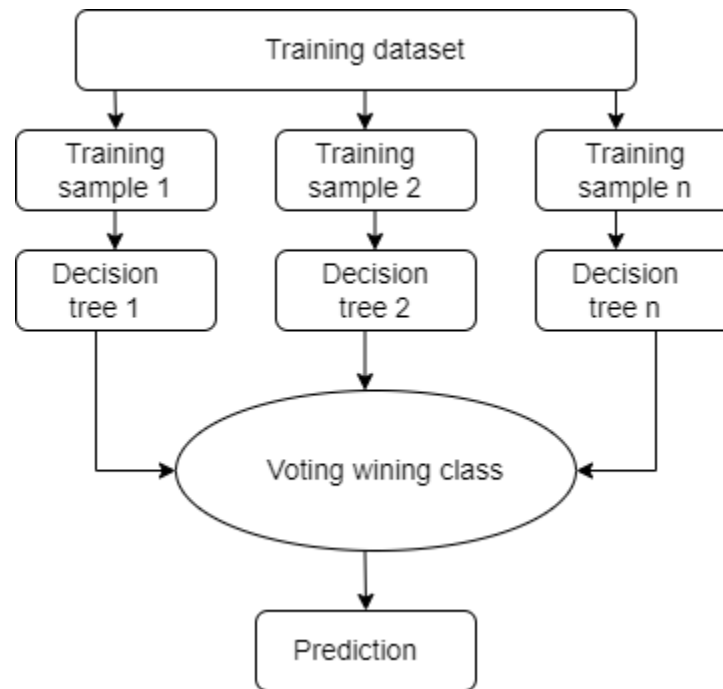 Training dataset
Training
sample 1
Training
sample 2
Training
sample n
Decision
tree 1
Decision
tree 2
Decision
tree n
Voting wining class
Prediction